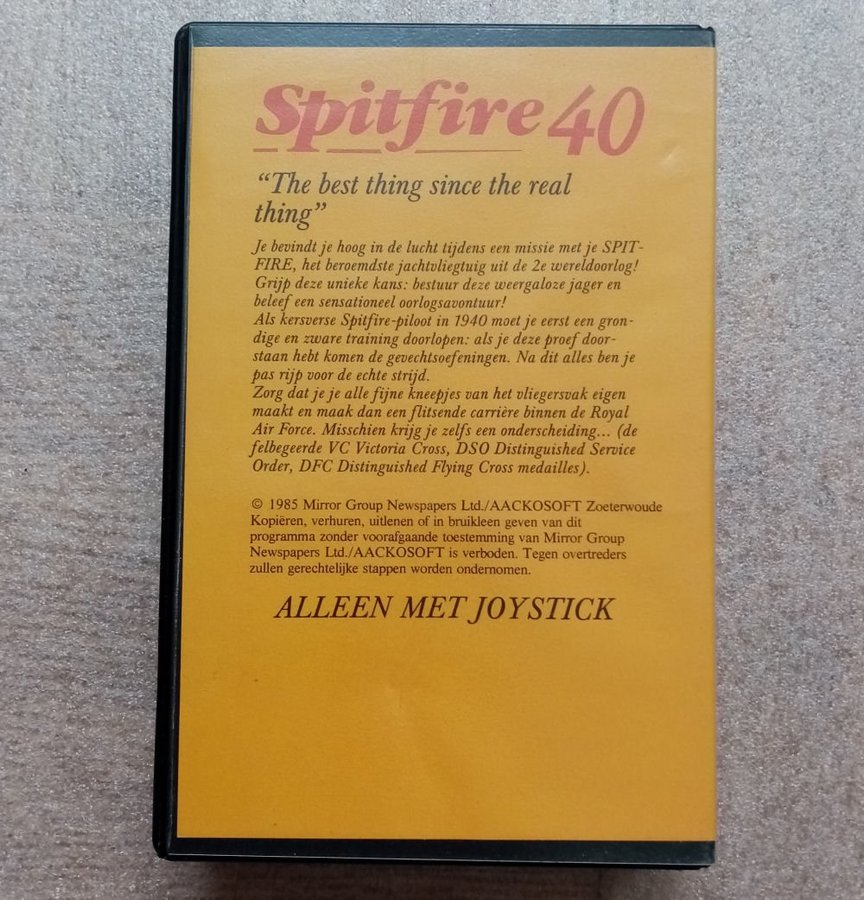 Spitfire 40
“The best thing since the real
thing”
Je bevindt je hoog in de lucht tijdens een missie met je SPIT-
FIRE, het beroemdste jachtvliegtuig uit de 2e wereldoorlog!
Grijp deze unieke kans: bestuur deze weergaloze jager en
beleef een sensationeel oorlogsavontuur!
Als kersverse Spitfire-piloot in 1940 moet je eerst een gron-
dige en zware training doorlopen: als je deze proef door-
staan hebt komen de gevechtsoefeningen. Na dit alles ben je
pas rijp voor de echte strijd.
Zorg dat je je alle fijne kneepjes van het vliegersvak eigen
maakt en maak dan een flitsende carrière binnen de Royal
Air Force. Misschien krijg je zelfs een onderscheiding... (de
felbegeerde VC Victoria Cross, DSO Distinguished Service
Order, DFC Distinguished Flying Cross medailles).
© 1985 Mirror Group Newspapers Ltd./AACKOSOFT Zoeterwoude
Kopiëren, verhuren, uitlenen of in bruikleen geven van dit
programma zonder voorafgaande toestemming van Mirror Group
Newspapers Ltd./AACKOSOFT is verboden. Tegen overtreders
zullen gerechtelijke stappen worden ondernomen.
ALLEEN MET JOYSTICK